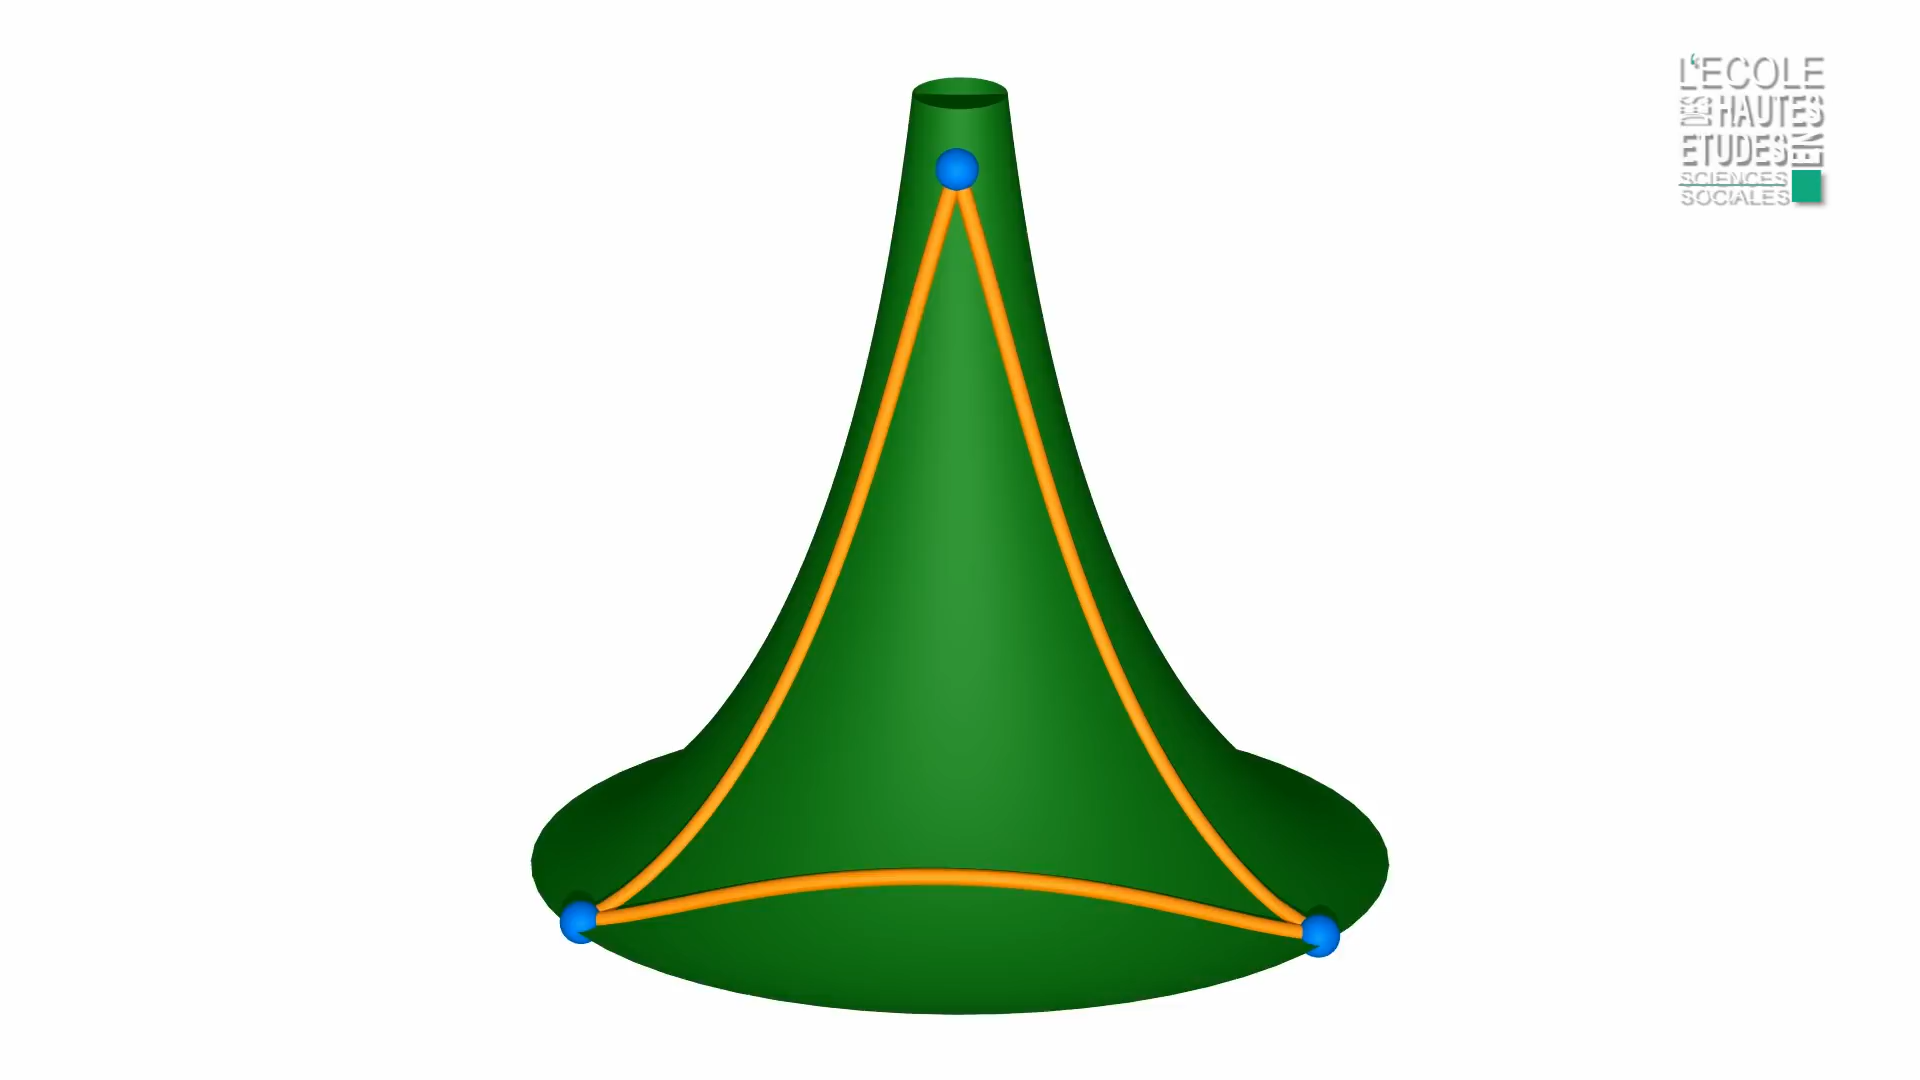 L'ECOLE
DES HAUTES
ETUDES EN
SCIENCES
SOCIALES